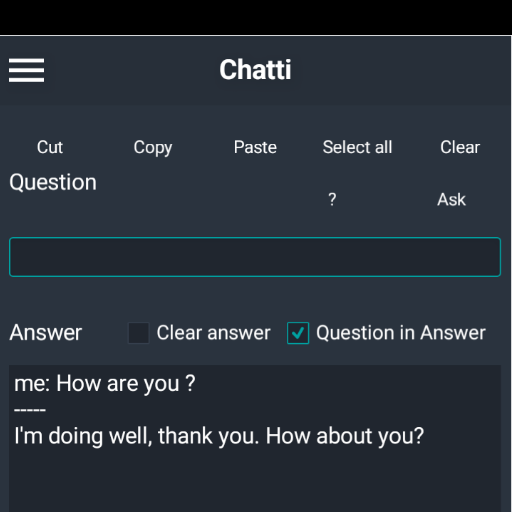 Chatti
Cut Copy Paste Select all Clear
Question
? Ask
Answer Clear answer Question in Answer
me: How are you ?
-----
I'm doing well, thank you. How about you?